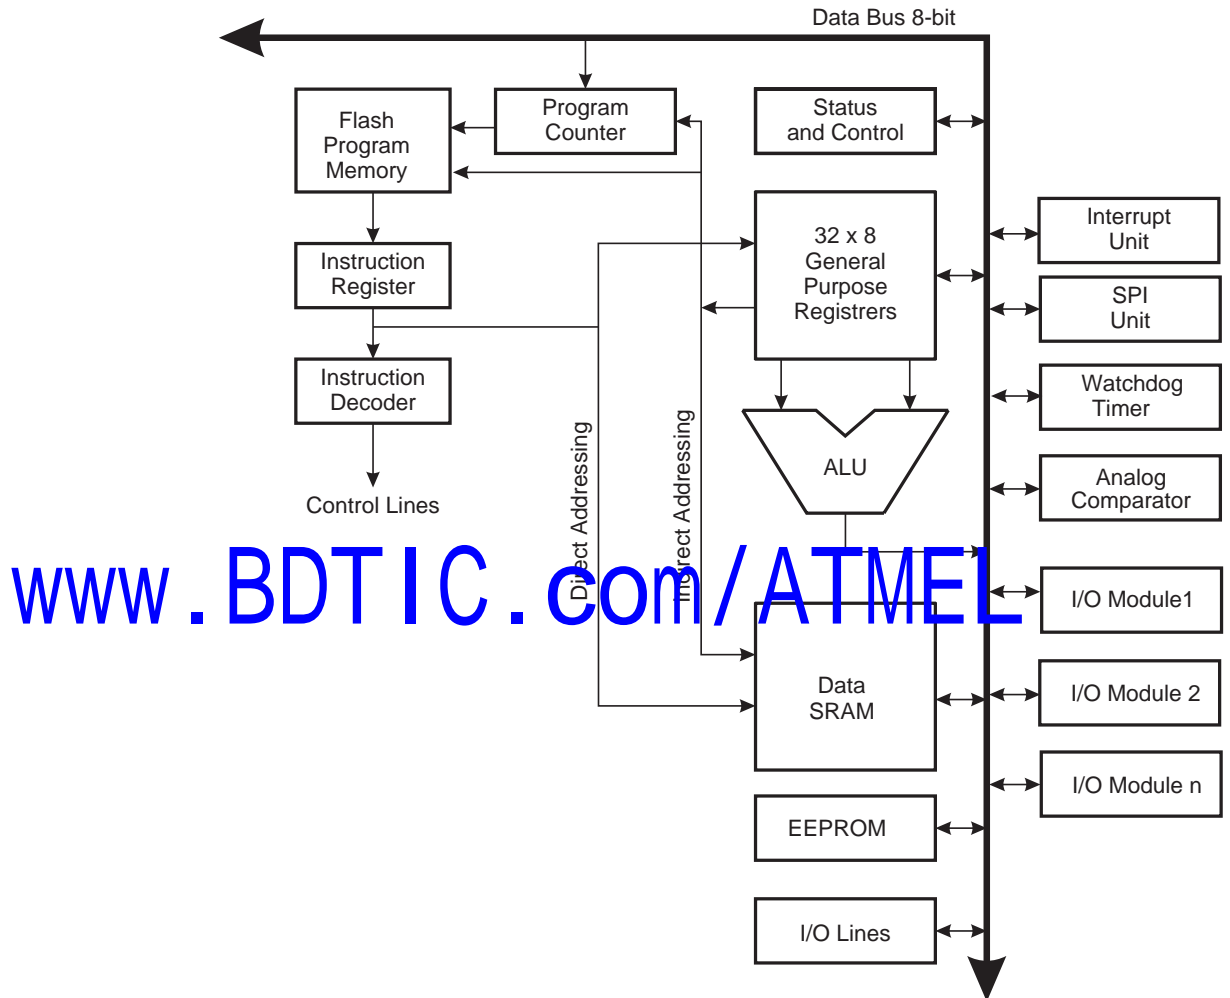 Data Bus 8-bit
Flash
Program
Memory
Program
Counter
Status
and Control
Instruction
Register
32 x 8
General
Purpose
Registrers
Interrupt
Unit
SPI
Unit
Instruction
Decoder
Watchdog
Timer
ALU
Analog
Comparator
Control Lines
Direct Addressing
Indirect Addressing
www.BDTIC.com/ATMEL
I/O Module1
Data
SRAM
I/O Module 2
I/O Module n
EEPROM
I/O Lines